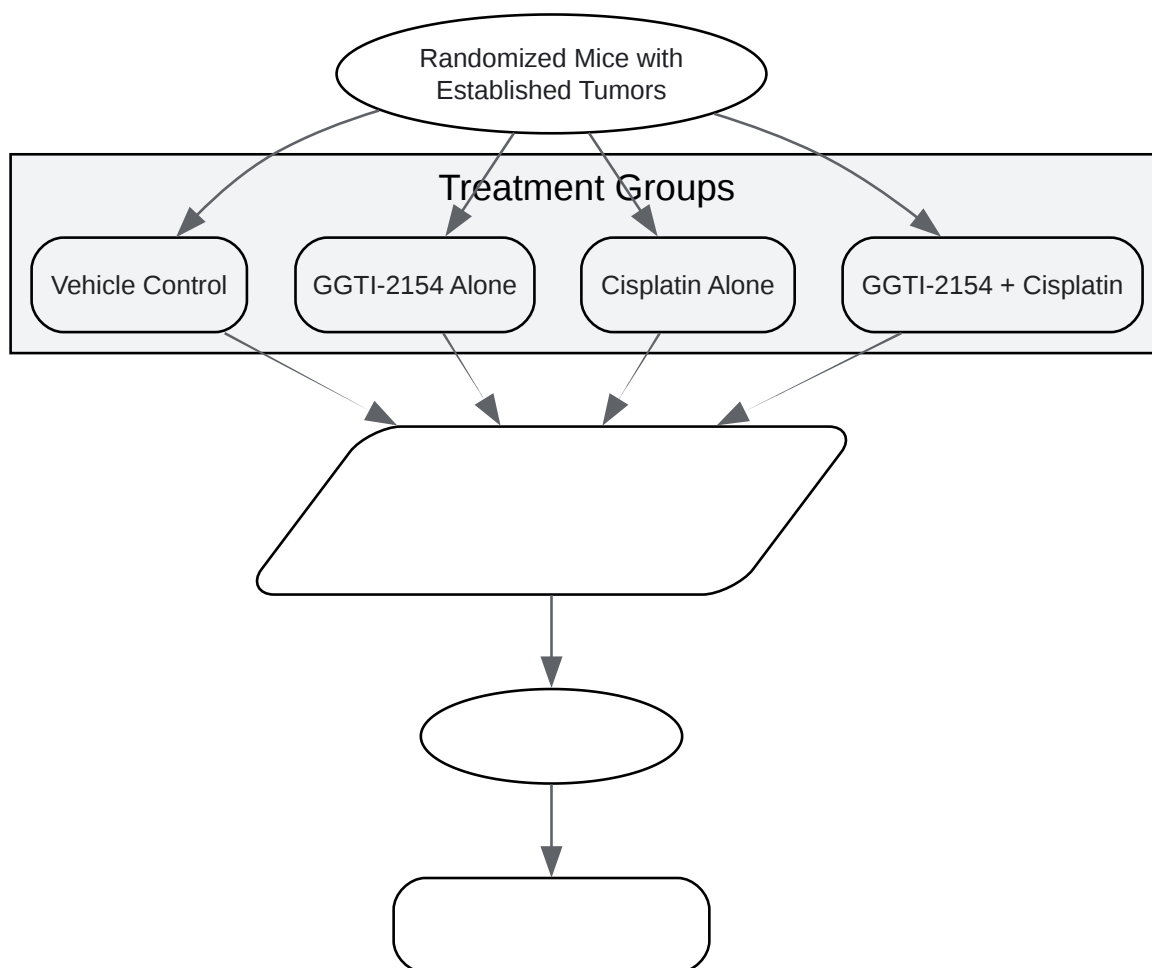 Randomized Mice with
Established Tumors
Treatment Groups
Vehicle Control
GGTI-2154 Alone
Cisplatin Alone
GGTI-2154 + Cisplatin